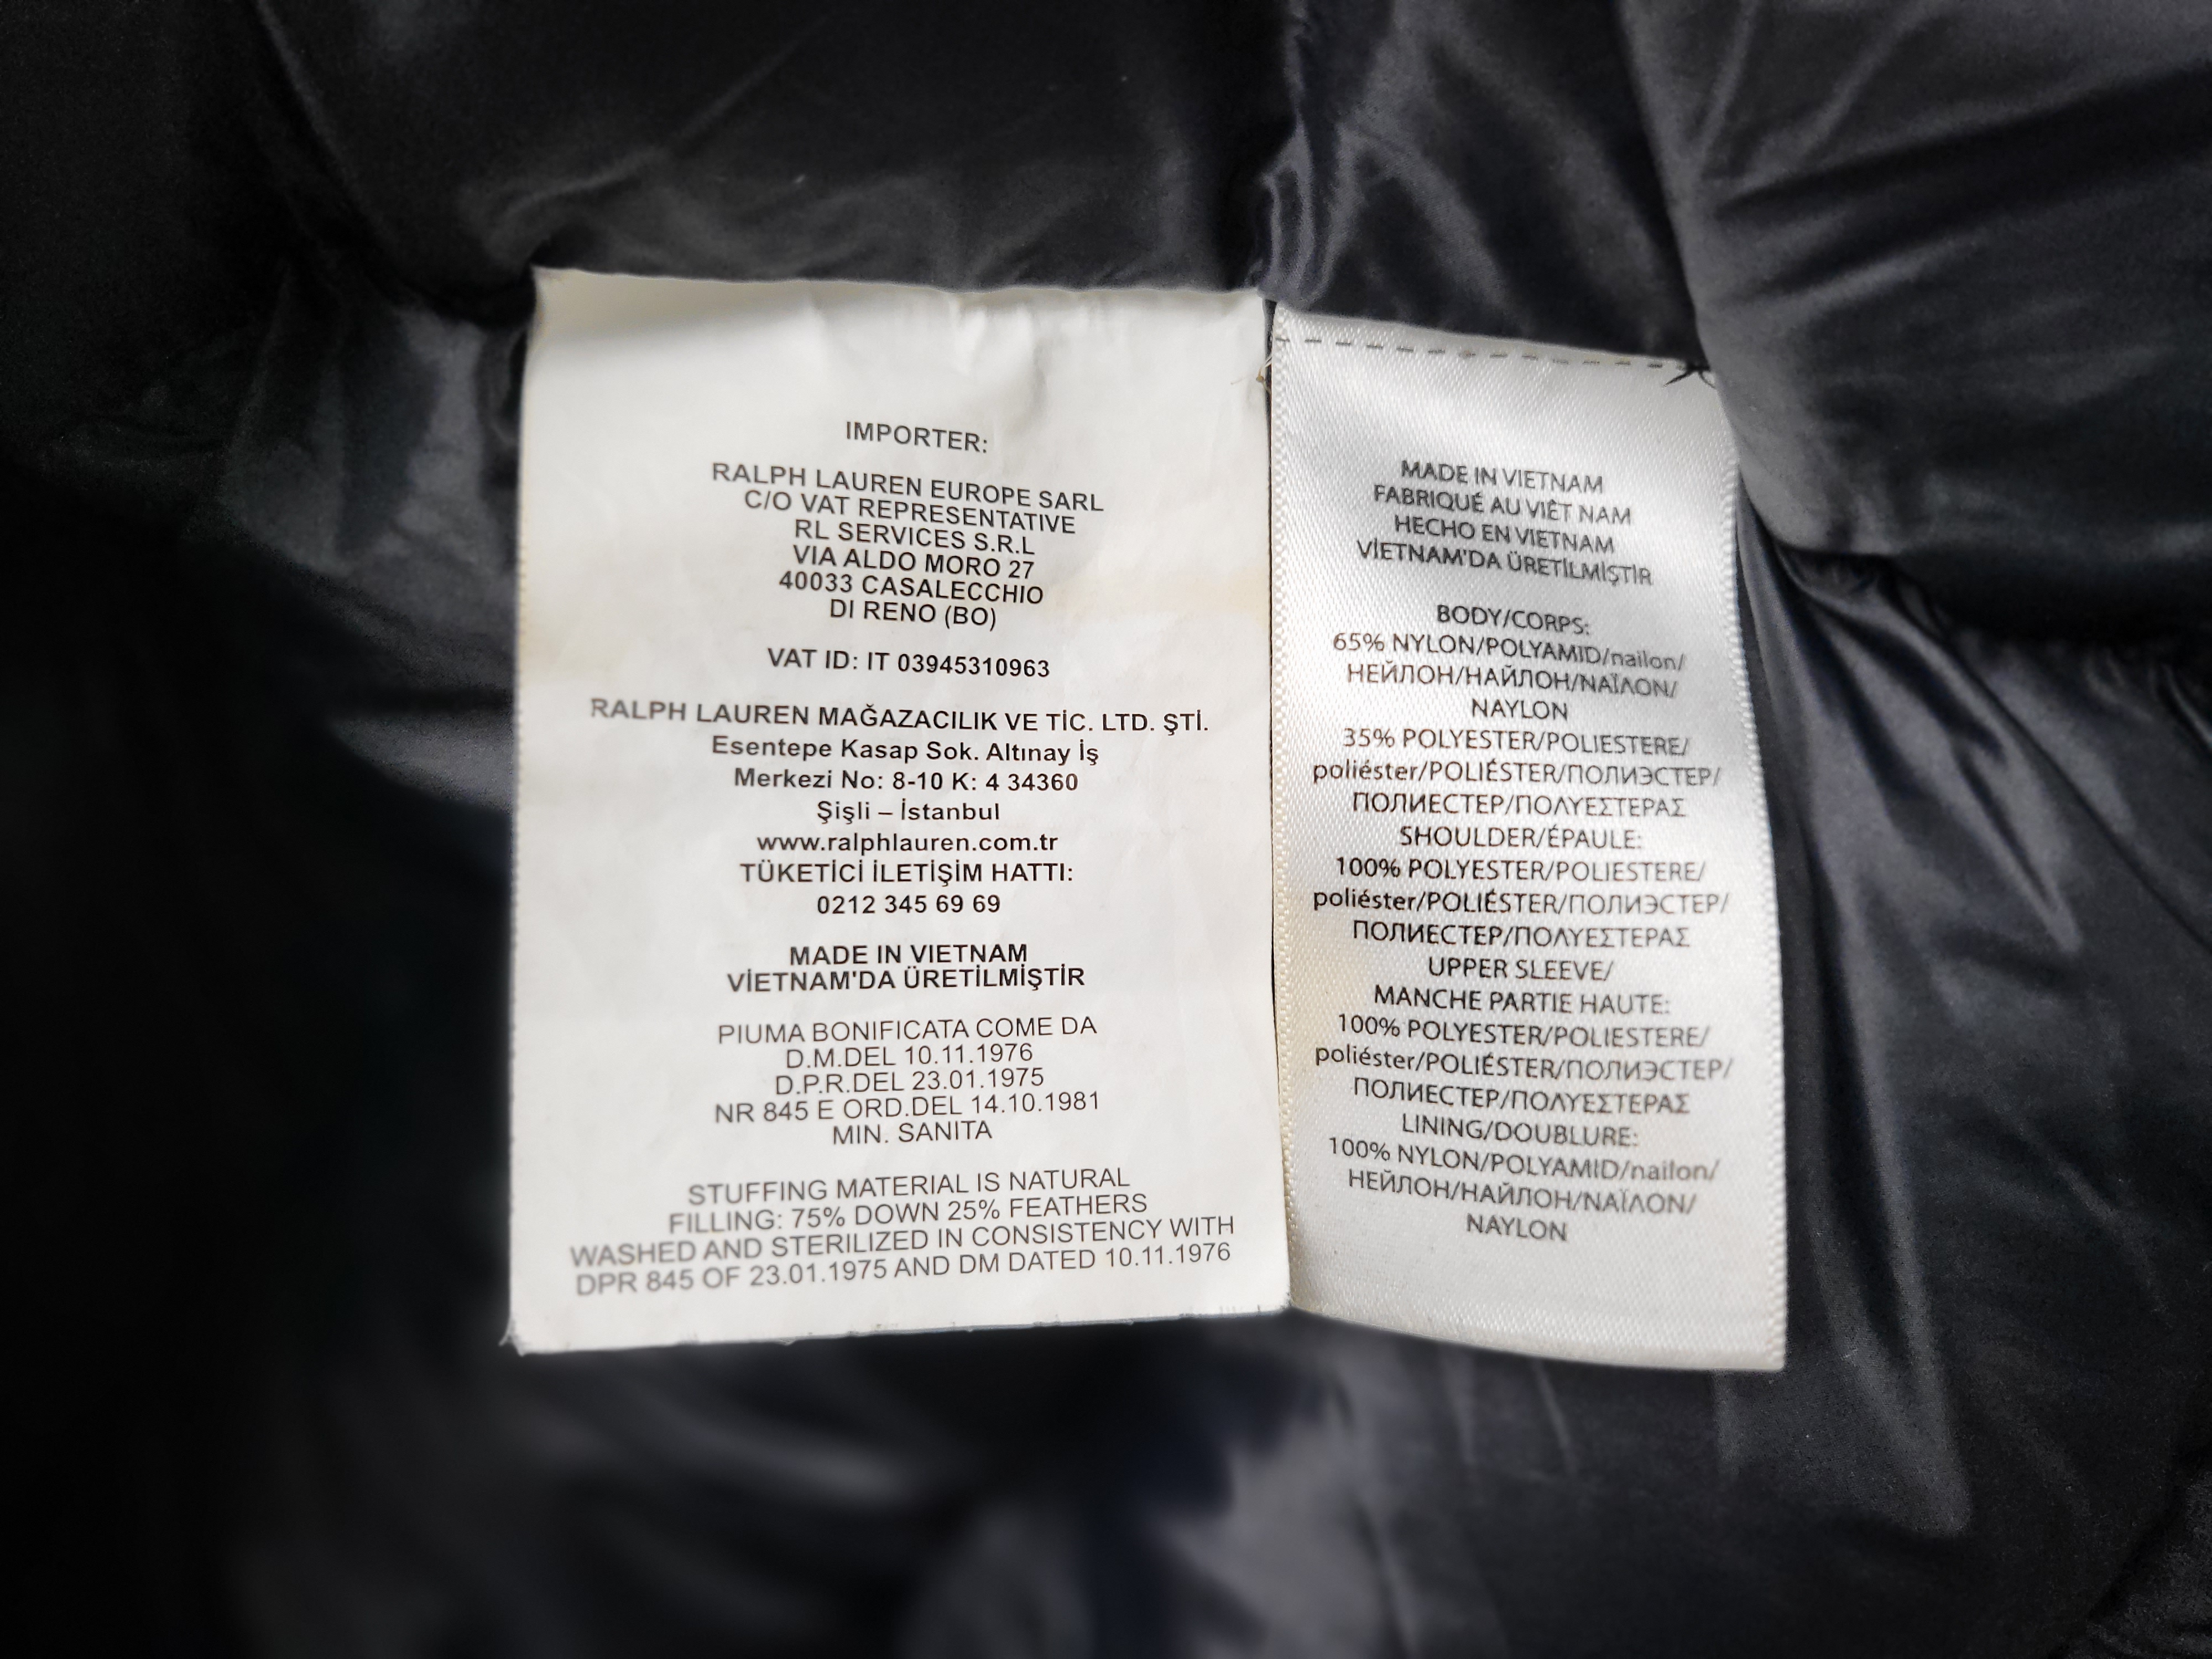 IMPORTER:
RALPH LAUREN EUROPE SARL
C/O VAT REPRESENTATIVE
RL SERVICES S.R.L
VIA ALDO MORO 27
40033 CASALECCHIO
DI RENO (BO)
VAT ID: IT 03945310963
RALPH LAUREN MAĞAZACILIK VE TİC. LTD. ŞTİ.
Esentepe Kasap Sok. Altınay İş
Merkezi No: 8-10 K: 4 34360
Şişli – İstanbul
www.ralphlauren.com.tr
TÜKETİCİ İLETİŞİM HATTI:
0212 345 69 69
MADE IN VIETNAM
VİETNAM'DA ÜRETİLMİŞTİR
PIUMA BONIFICATA COME DA
D.M.DEL 10.11.1976
D.P.R.DEL 23.01.1975
NR 845 E ORD.DEL 14.10.1981
MIN. SANITA
STUFFING MATERIAL IS NATURAL
FILLING: 75% DOWN 25% FEATHERS
WASHED AND STERILIZED IN CONSISTENCY WITH
DPR 845 OF 23.01.1975 AND DM DATED 10.11.1976
MADE IN VIETNAM
FABRIQUÉ AU VIÊT NAM
HECHO EN VIETNAM
VİETNAM'DA ÜRETİLMİŞTİR
BODY/CORPS:
65% NYLON/POLYAMID/nailon/
НЕЙЛОН/НАЙЛОН/ΝΑΪΛΟΝ/
NAYLON
35% POLYESTER/POLIESTERE/
poliéster/POLIÉSTER/ПОЛИЭСТЕР/
ПОЛИЕСТЕР/ΠΟΛΥΕΣΤΕΡΑΣ
SHOULDER/ÉPAULE:
100% POLYESTER/POLIESTERE/
poliéster/POLIÉSTER/ПОЛИЭСТЕР/
ПОЛИЕСТЕР/ΠΟΛΥΕΣΤΕΡΑΣ
UPPER SLEEVE/
MANCHE PARTIE HAUTE:
100% POLYESTER/POLIESTERE/
poliéster/POLIÉSTER/ПОЛИЭСТЕР/
ПОЛИЕСТЕР/ΠΟΛΥΕΣΤΕΡΑΣ
LINING/DOUBLURE:
100% NYLON/POLYAMID/nailon/
НЕЙЛОН/НАЙЛОН/ΝΑΪΛΟΝ/
NAYLON